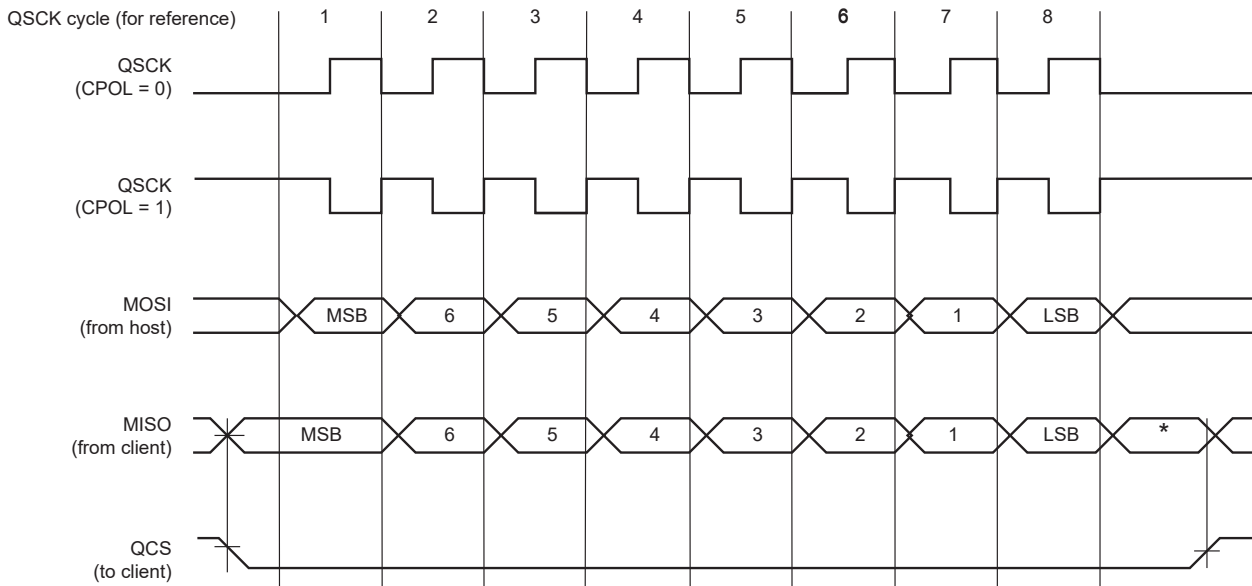 QSCK cycle (for reference) 1 2 3 4 5 6 7 8
QSCK
(CPOL = 0)
QSCK
(CPOL = 1)
MOSI
(from host)
MSB 6 5 4 3 2 1 LSB
MISO
(from client)
MSB 6 5 4 3 2 1 LSB *
QCS
(to client)